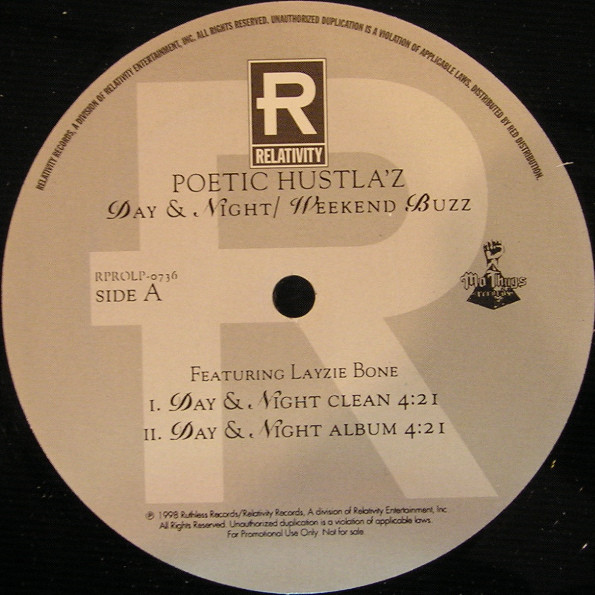 RELATIVITY RECORDS, A DIVISION OF RELATIVITY ENTERTAINMENT, INC. ALL RIGHTS RESERVED. UNAUTHORIZED DUPLICATION IS A VIOLATION OF APPLICABLE LAWS. DISTRIBUTED BY RED DISTRIBUTION.
R
RELATIVITY
POETIC HUSTLA'Z
DAY & NIGHT/ WEEKEND BUZZ
RPROLP-0736
SIDE A
Mo Thugs
FEATURING LAYZIE BONE
I. DAY & NIGHT CLEAN 4:21
II. DAY & NIGHT ALBUM 4:21
℗ 1998 Ruthless Records/Relativity Records, A division of Relativity Entertainment, Inc.
All Rights Reserved. Unauthorized duplication is a violation of applicable laws.
For Promotional Use Only. Not for sale.